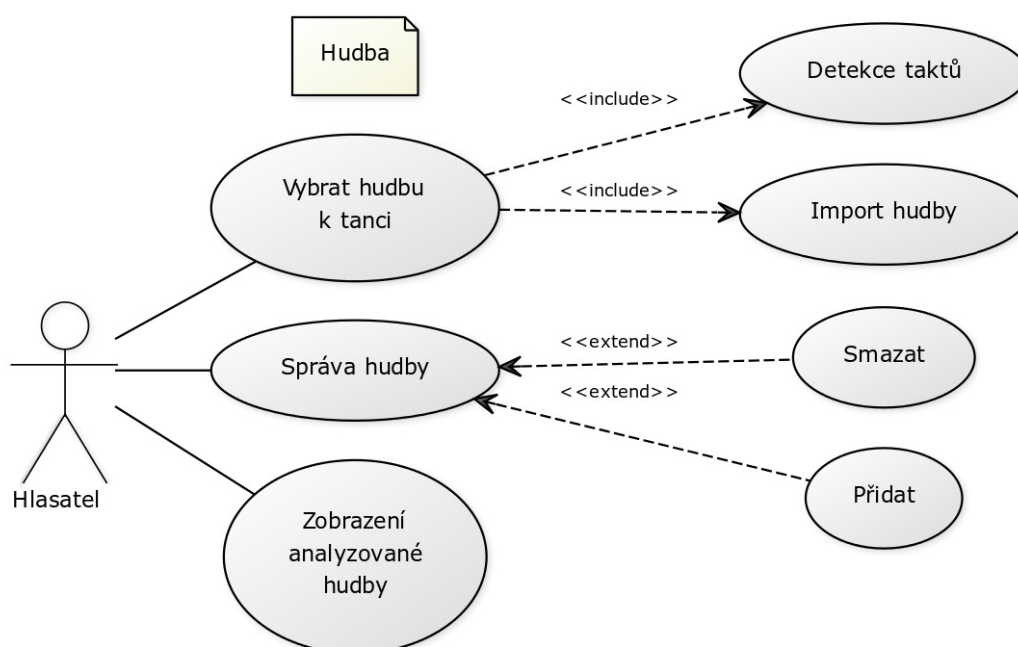 Hudba
Detekce taktů
<<include>>
Vybrat hudbu
k tanci
<<include>>
Import hudby
<<extend>>
Smazat
Správa hudby
<<extend>>
Hlasatel
Přidat
Zobrazení
analyzované
hudby